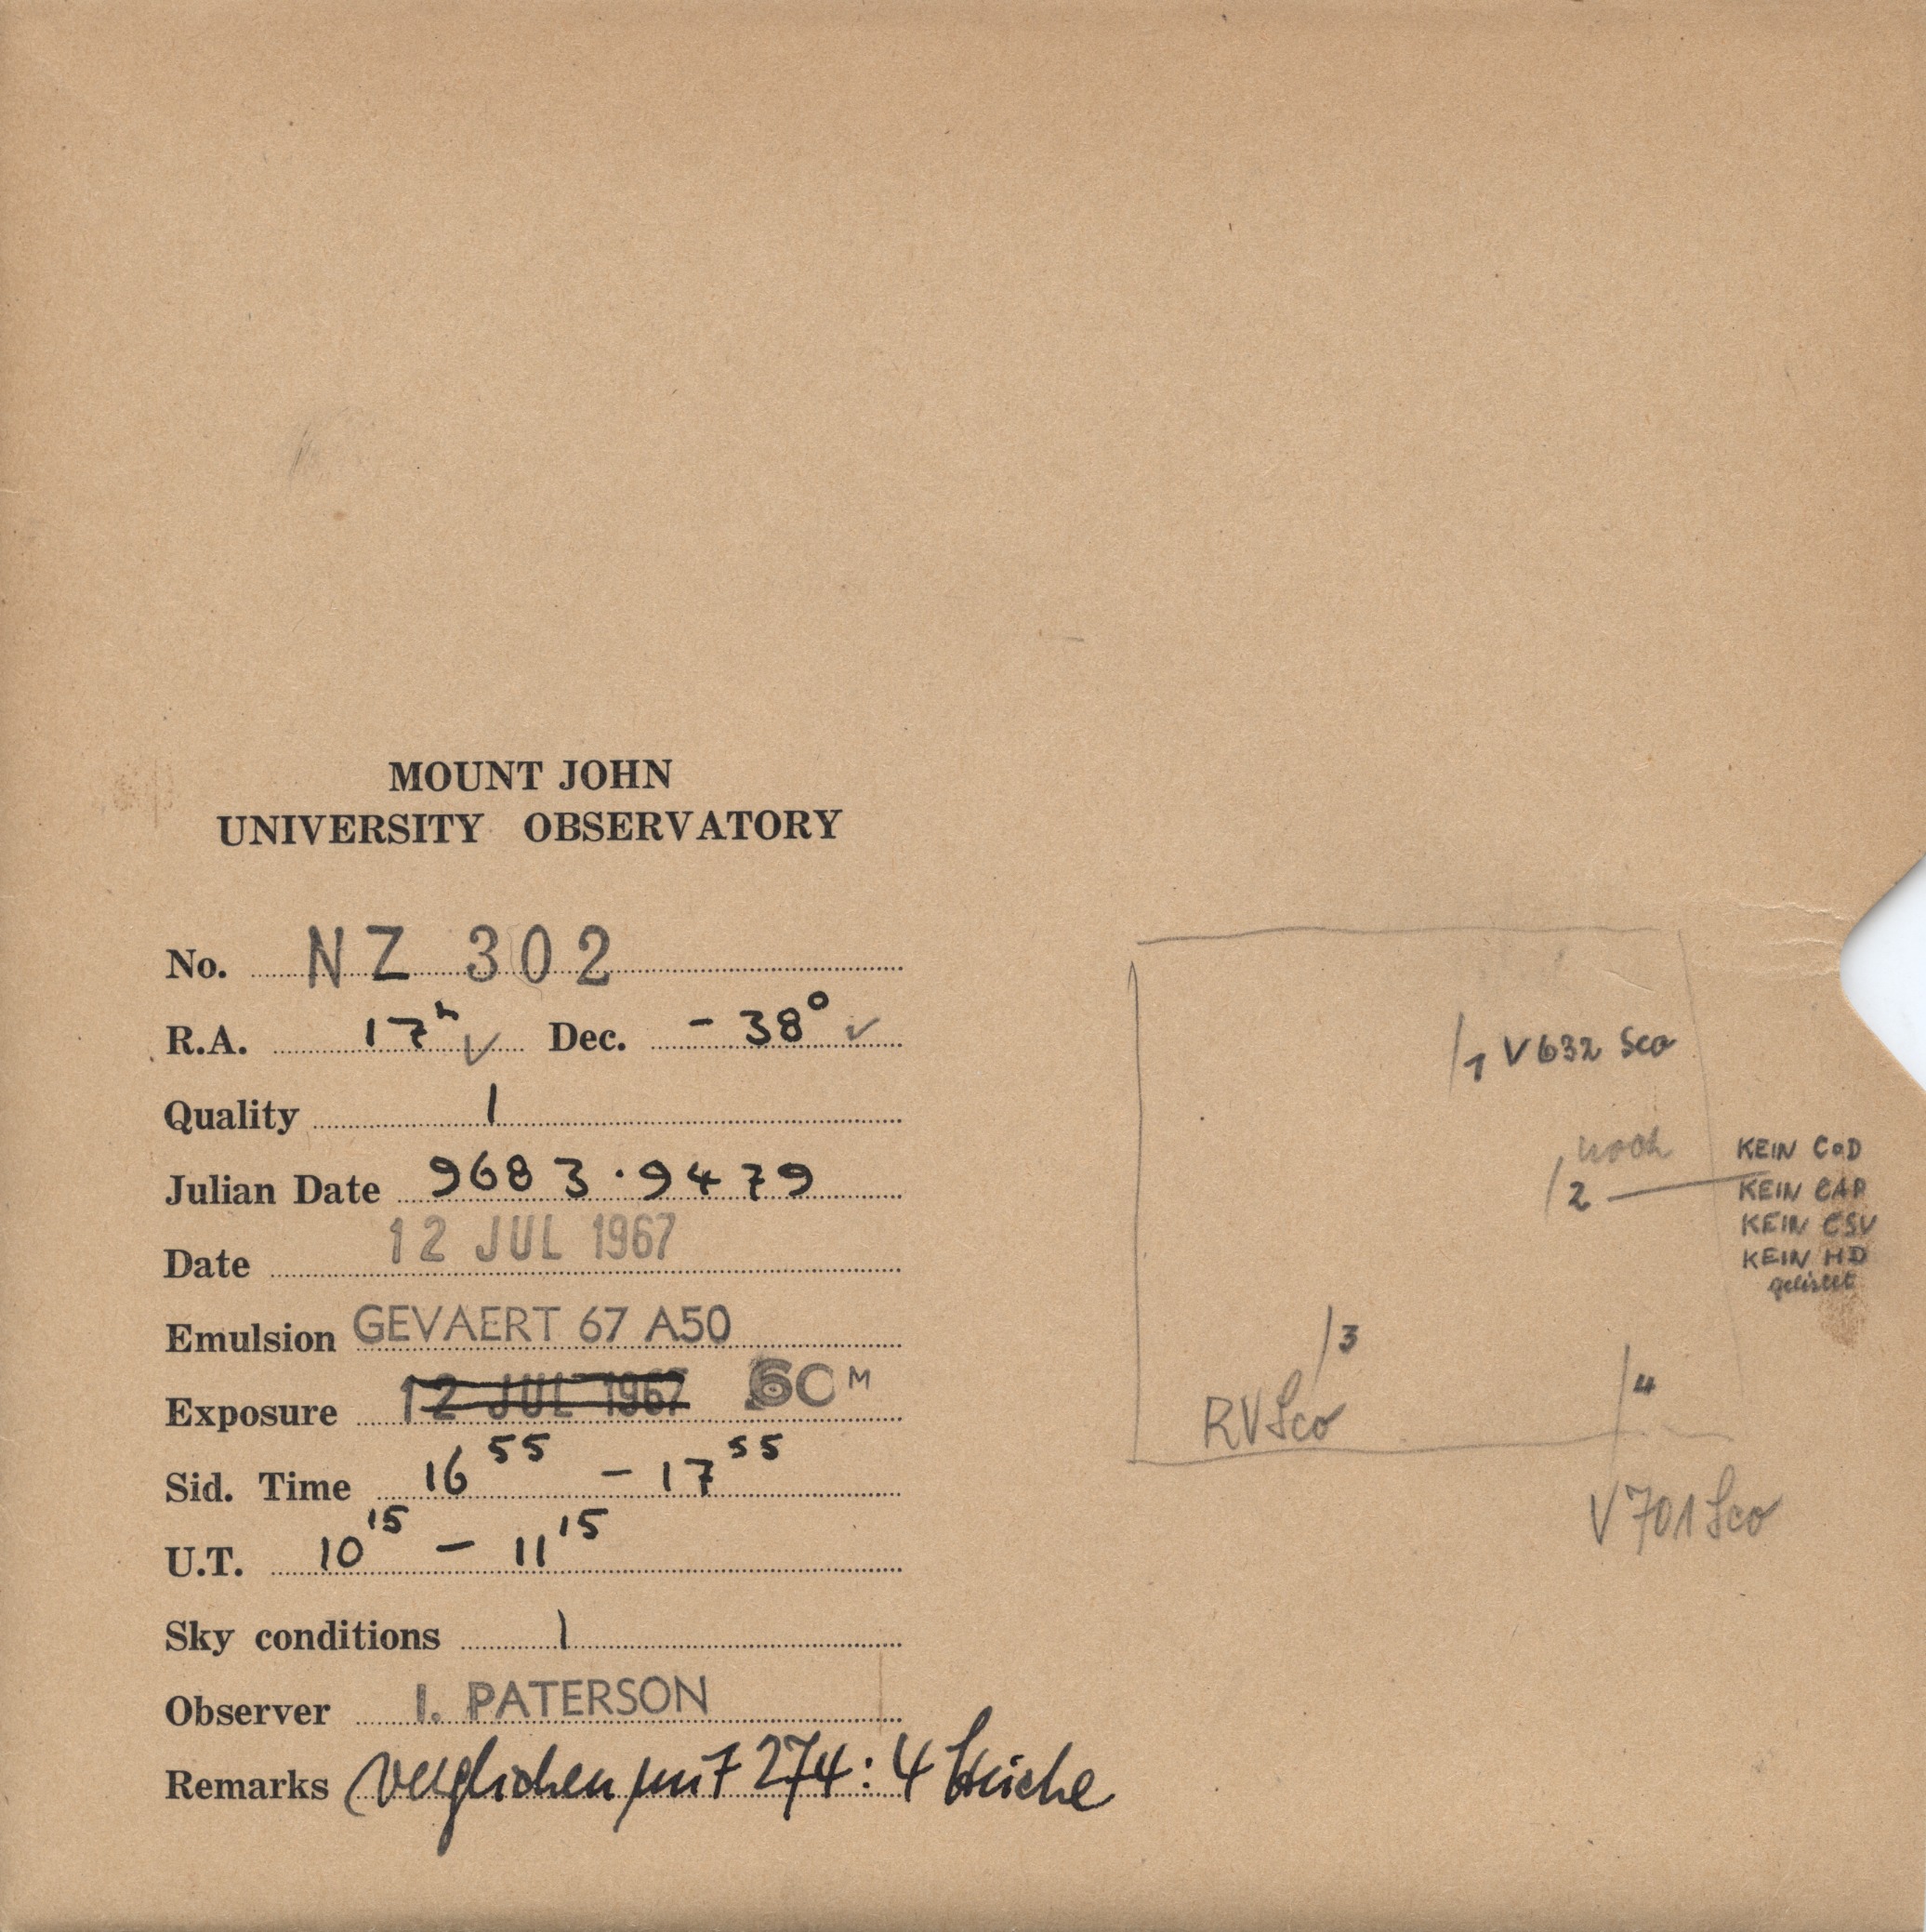 MOUNT JOHN
UNIVERSITY OBSERVATORY
No. NZ 302
R.A. 17h ✓ Dec. - 38° ✓
Quality 1
Julian Date 9683.9479
Date 12 JUL 1967
Emulsion GEVAERT 67 A50
Exposure 12 JUL 1967 60 M
Sid. Time 16 55 - 17 55
U.T. 10 15 - 11 15
Sky conditions 1
Observer I. PATERSON
Remarks verglichen mit 274: 4 Striche
1 V632 Sco
noch
2
KEIN CoD
KEIN CAP
KEIN CSV
KEIN HD
gelistet
3
RV Sco
4
V701 Sco